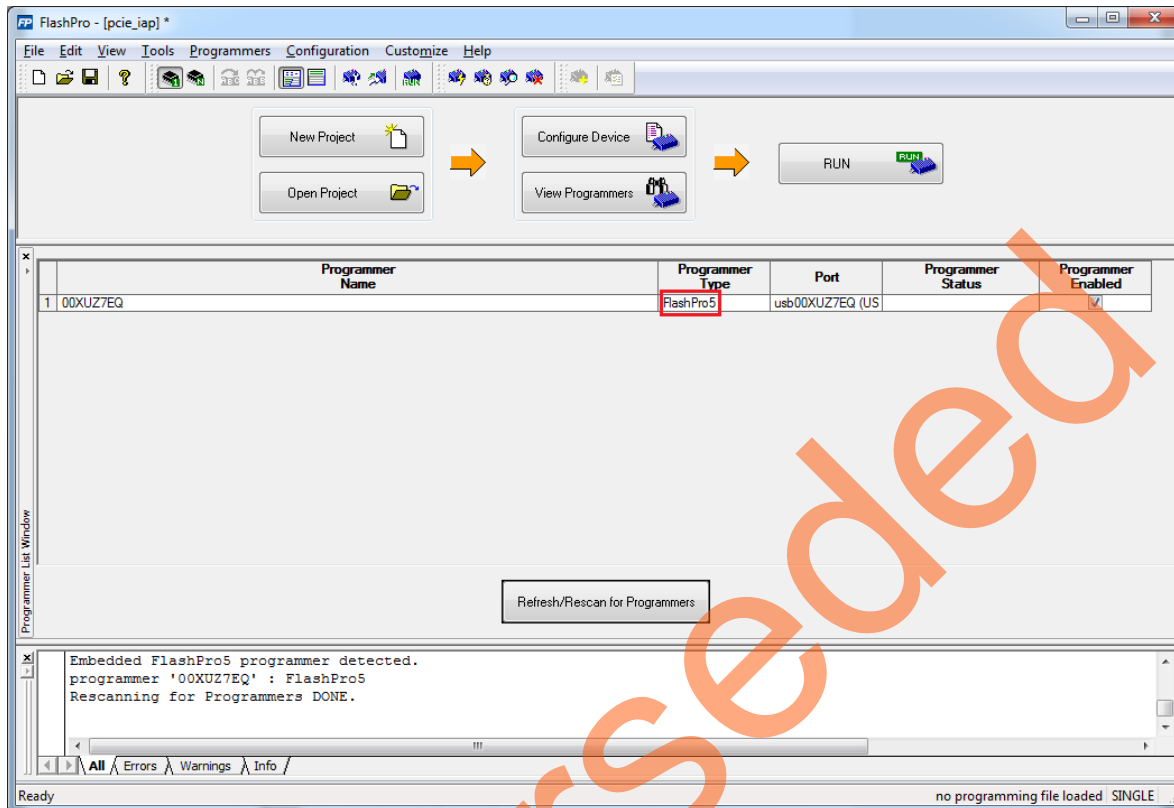 FlashPro - [pcie_iap] *
File Edit View Tools Programmers Configuration Customize Help
New Project
Configure Device
RUN
RUN
Open Project
View Programmers
Programmer Name
Programmer Type
Port
Programmer Status
Programmer Enabled
1 00XUZ7EQ FlashPro5 usb00XUZ7EQ (US
Programmer List Window
Refresh/Rescan for Programmers
Embedded FlashPro5 programmer detected.
programmer '00XUZ7EQ' : FlashPro5
Rescanning for Programmers DONE.
All Errors Warnings Info
Ready no programming file loaded SINGLE
rseded